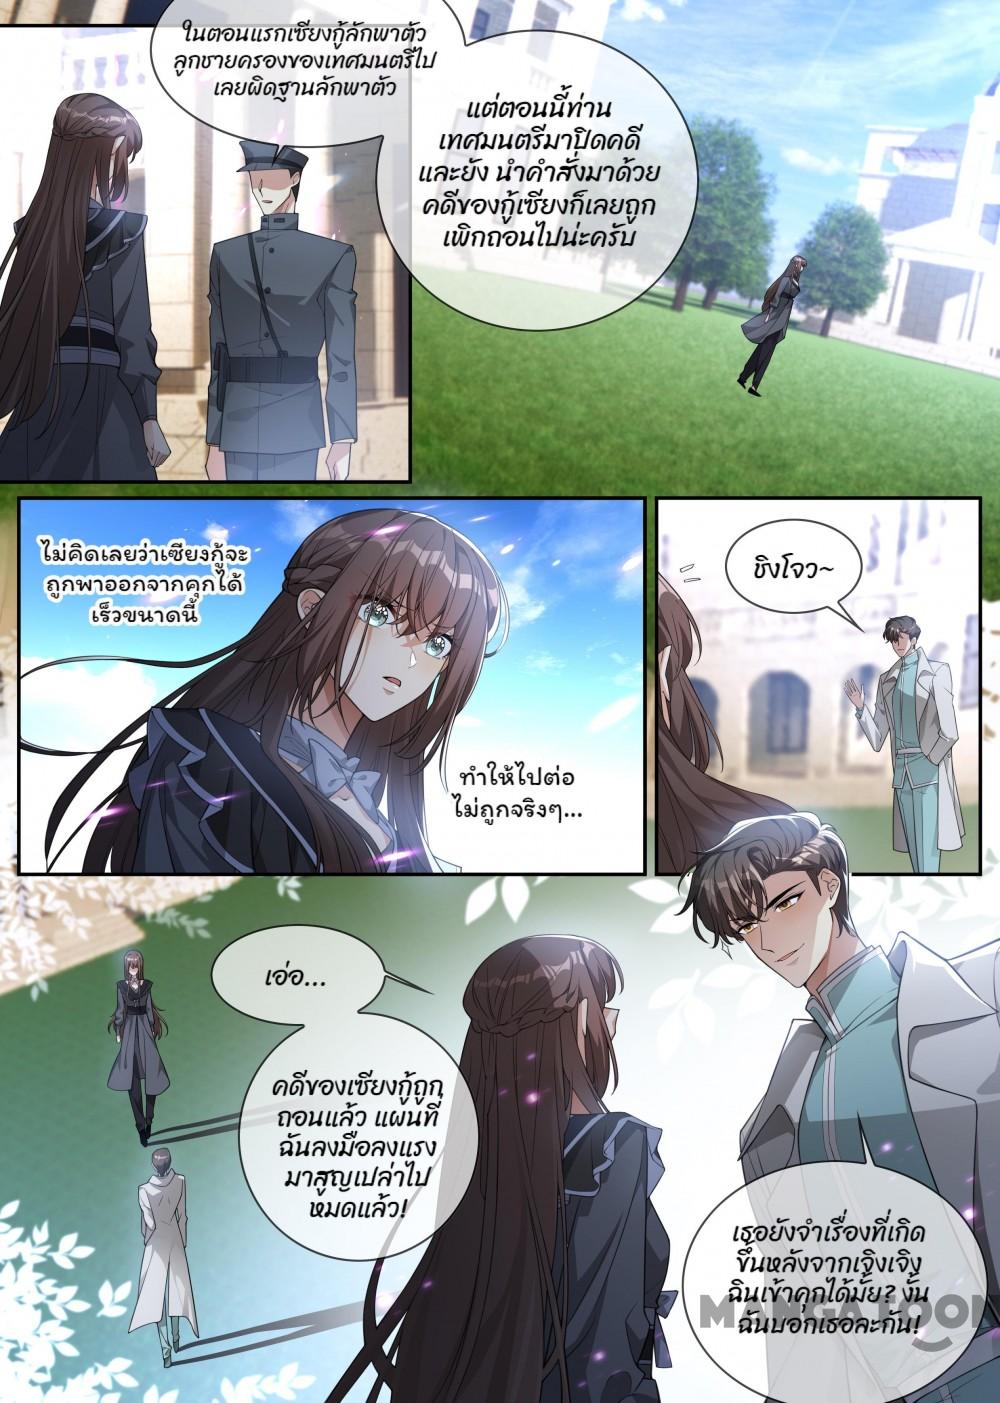 ในตอนแรกเซียงกู้ลักพาตัว
ลูกชายครองของเทศมนตรีไป
เลยผิดฐานลักพาตัว
แต่ตอนนี้ท่าน
เทศมนตรีมาปิดคดี
และยัง นำคำสั่งมาด้วย
คดีของกู้เซียงก็เลยถูก
เพิกถอนไปน่ะครับ
ไม่คิดเลยว่าเซียงกู้จะ
ถูกพาออกจากคุกได้
เร็วขนาดนี้
ทำให้ไปต่อ
ไม่ถูกจริงๆ...
ชิงโจว~
เอ่อ...
คดีของเซียงกู้ถูก
ถอนแล้ว แผนที่
ฉันลงมือลงแรง
มาสูญเปล่าไป
หมดแล้ว!
เธอยังจำเรื่องที่เกิด
ขึ้นหลังจากเจิงเจิง
ฉินเข้าคุกได้มั้ย? งั้น
ฉันบอกเธอละกัน!
MANGATOON